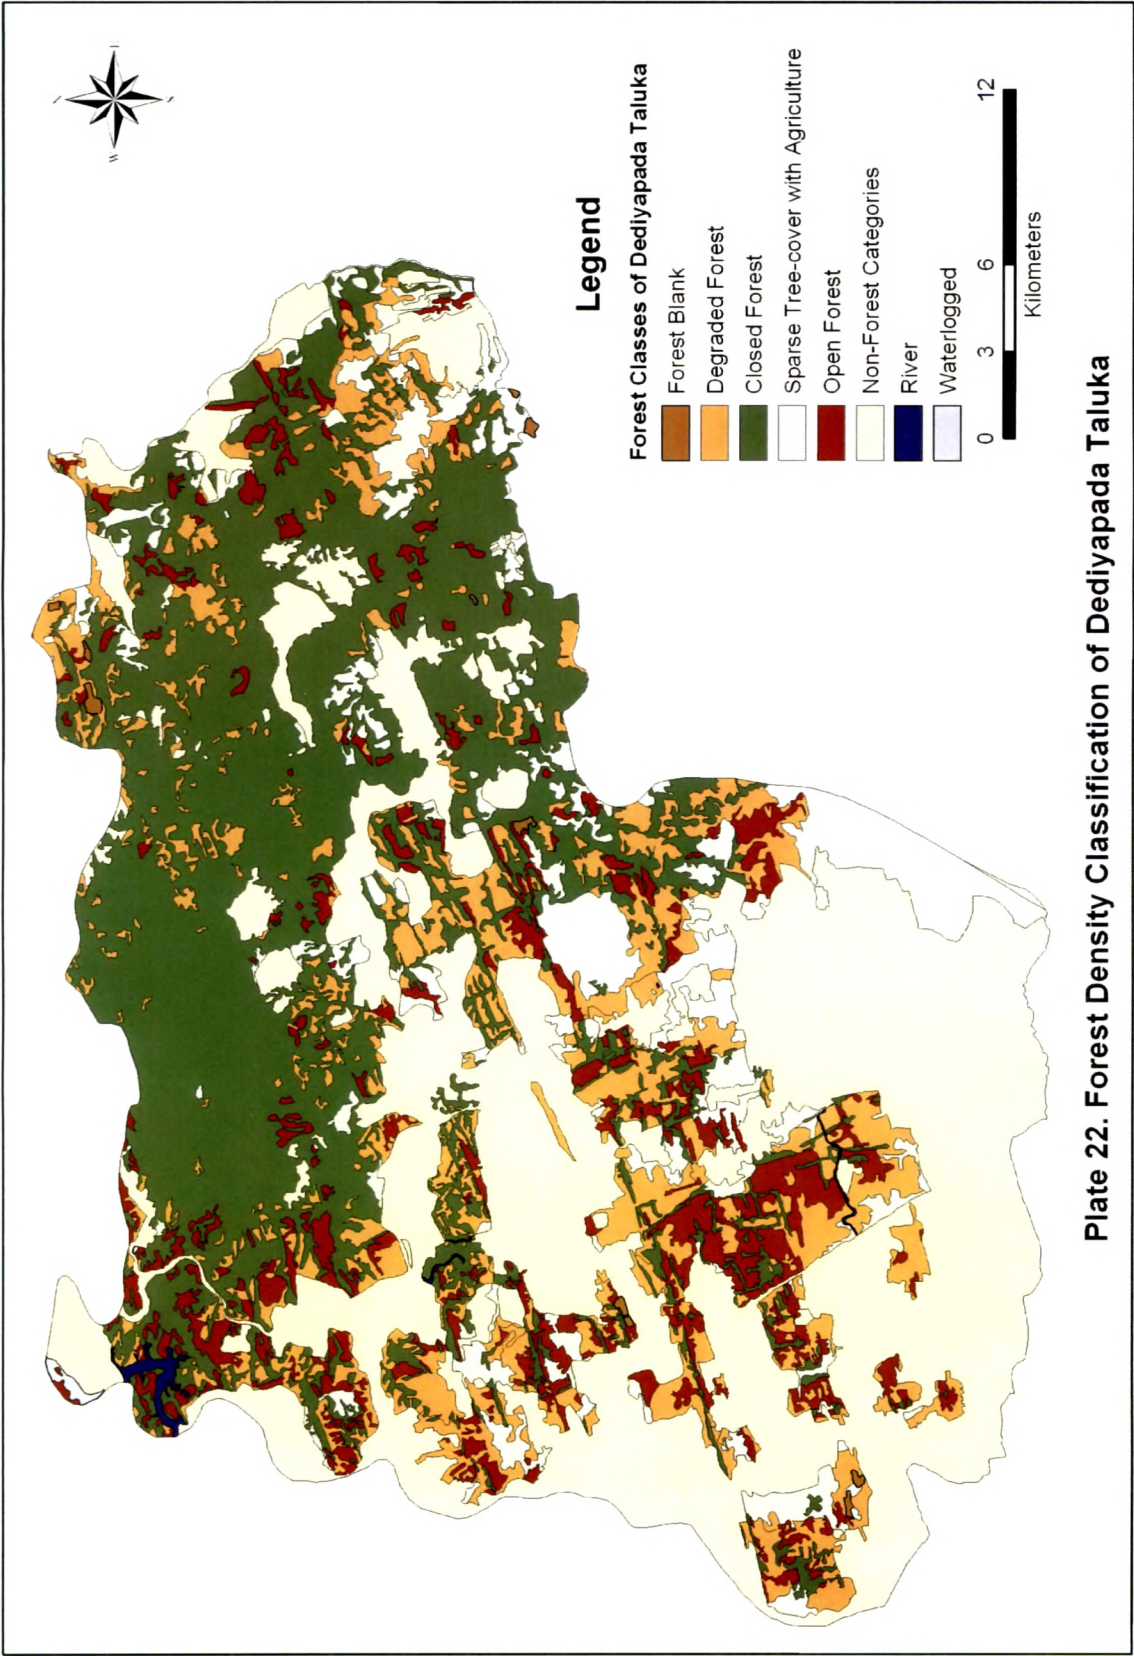 Legend
Forest Classes of Dediyapada Taluka
Forest Blank
Degraded Forest
Closed Forest
Sparse Tree-cover with Agriculture
Open Forest
Non-Forest Categories
River
Waterlogged
0 3 6 12
Kilometers
Plate 22. Forest Density Classification of Dediyapada Taluka